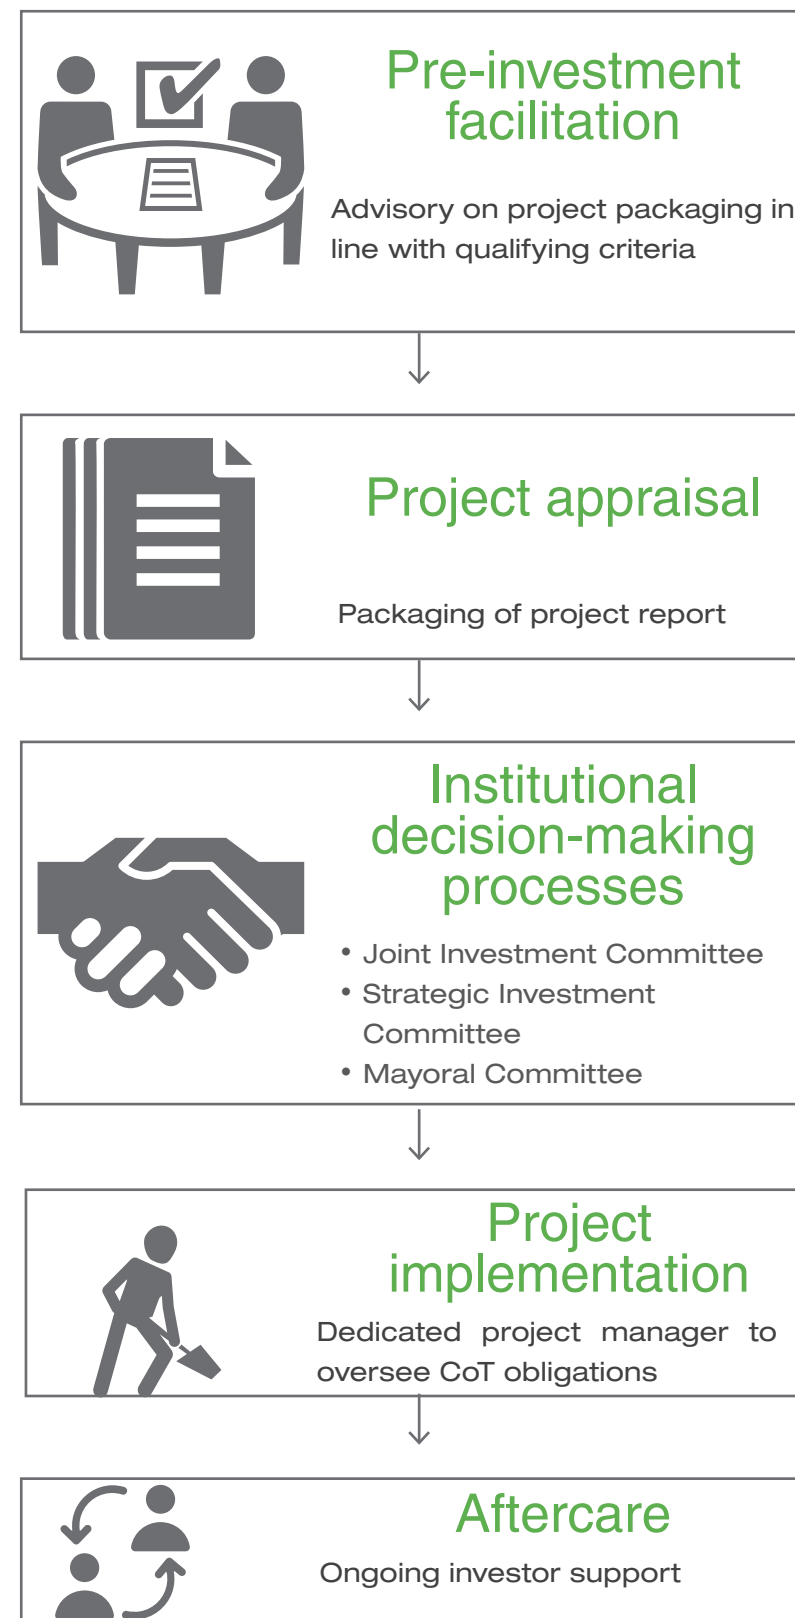 Pre-investment
facilitation
Advisory on project packaging in
line with qualifying criteria
Project appraisal
Packaging of project report
Institutional
decision-making
processes
• Joint Investment Committee
• Strategic Investment
Committee
• Mayoral Committee
Project
implementation
Dedicated project manager to
oversee CoT obligations
Aftercare
Ongoing investor support